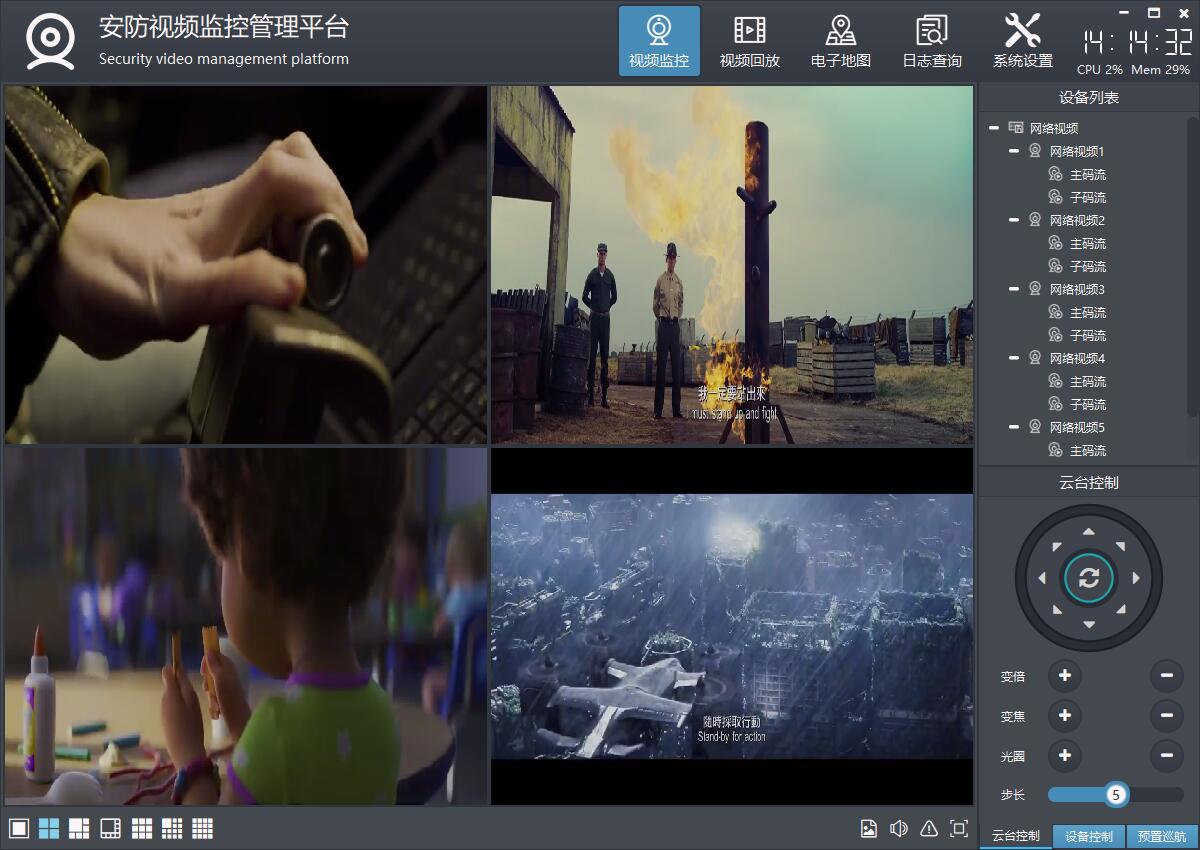 安防视频监控管理平台
Security video management platform
视频监控
视频回放
电子地图
日志查询
系统设置
14:14:32
CPU 2% Mem 29%
设备列表
网络视频
网络视频1
主码流
子码流
网络视频2
主码流
子码流
网络视频3
主码流
子码流
网络视频4
主码流
子码流
网络视频5
主码流
我一定要站出來
must stand up and fight
隨時採取行動
Stand-by for action
云台控制
变倍
变焦
光圈
步长
5
云台控制
设备控制
预置巡航